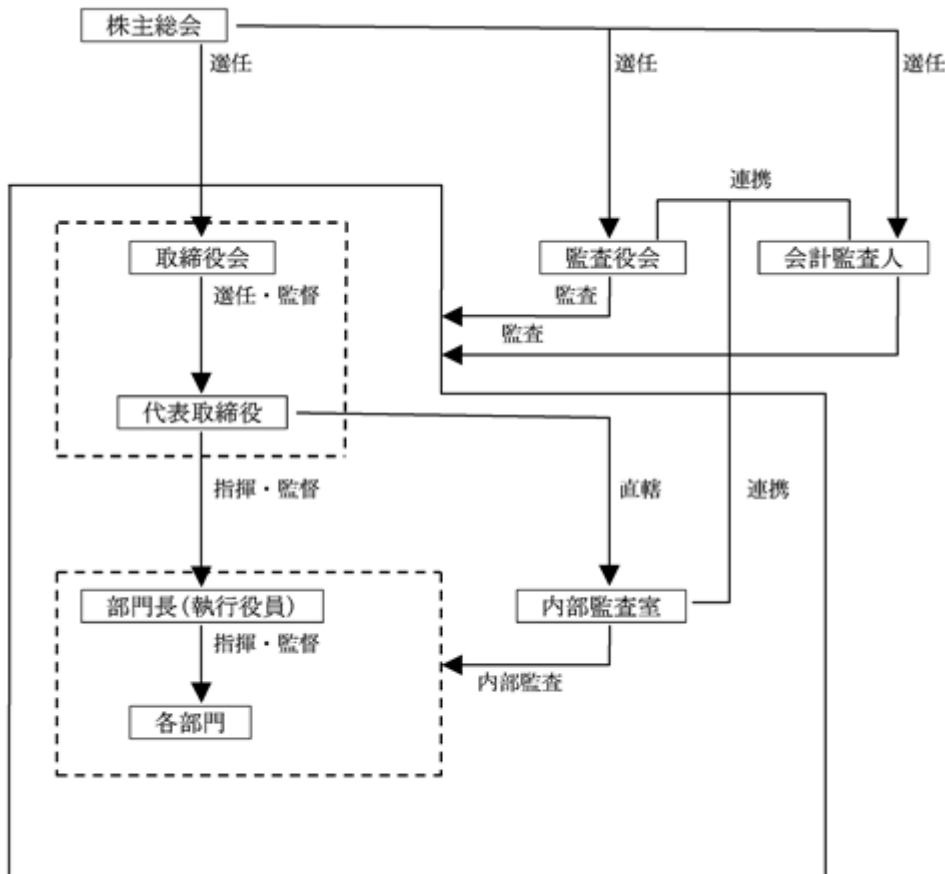 株主総会
選任
選任
選任
連携
取締役会
監査役会
会計監査人
選任・監督
監査
監査
代表取締役
指揮・監督
直轄
連携
部門長(執行役員)
内部監査室
指揮・監督
内部監査
各部門